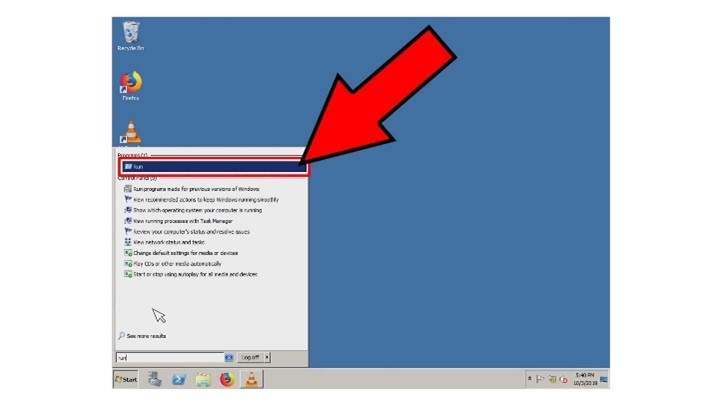 Recycle Bin
Firefox
Programs (1)
Run
Control Panel (9)
Run programs made for previous versions of Windows
View recommended actions to keep Windows running smoothly
Show which operating system your computer is running
View running processes with Task Manager
Review your computer's status and resolve issues
View network status and tasks
Change default settings for media or devices
Play CDs or other media automatically
Start or stop using autoplay for all media and devices
See more results
run
Log off
Start
5:40 PM
10/3/2019